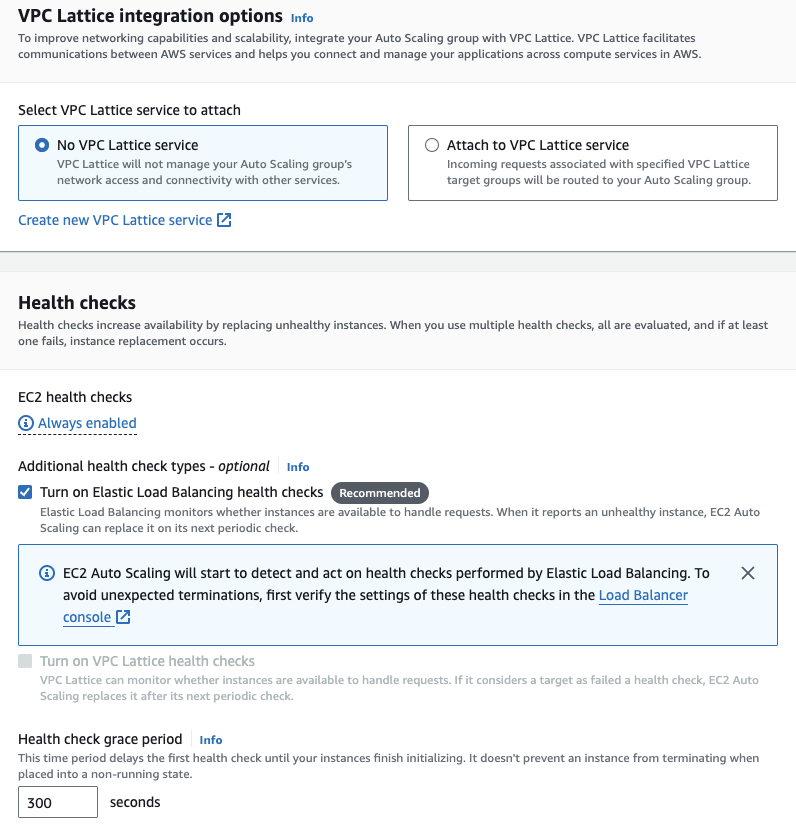 VPC Lattice integration options Info
To improve networking capabilities and scalability, integrate your Auto Scaling group with VPC Lattice. VPC Lattice facilitates
communications between AWS services and helps you connect and manage your applications across compute services in AWS.
Select VPC Lattice service to attach
No VPC Lattice service
VPC Lattice will not manage your Auto Scaling group's
network access and connectivity with other services.
Attach to VPC Lattice service
Incoming requests associated with specified VPC Lattice
target groups will be routed to your Auto Scaling group.
Create new VPC Lattice service
Health checks
Health checks increase availability by replacing unhealthy instances. When you use multiple health checks, all are evaluated, and if at least
one fails, instance replacement occurs.
EC2 health checks
Always enabled
Additional health check types - optional Info
Turn on Elastic Load Balancing health checks Recommended
Elastic Load Balancing monitors whether instances are available to handle requests. When it reports an unhealthy instance, EC2 Auto
Scaling can replace it on its next periodic check.
EC2 Auto Scaling will start to detect and act on health checks performed by Elastic Load Balancing. To
avoid unexpected terminations, first verify the settings of these health checks in the Load Balancer
console
Turn on VPC Lattice health checks
VPC Lattice can monitor whether instances are available to handle requests. If it considers a target as failed a health check, EC2 Auto
Scaling replaces it after its next periodic check.
Health check grace period Info
This time period delays the first health check until your instances finish initializing. It doesn't prevent an instance from terminating when
placed into a non-running state.
300 seconds